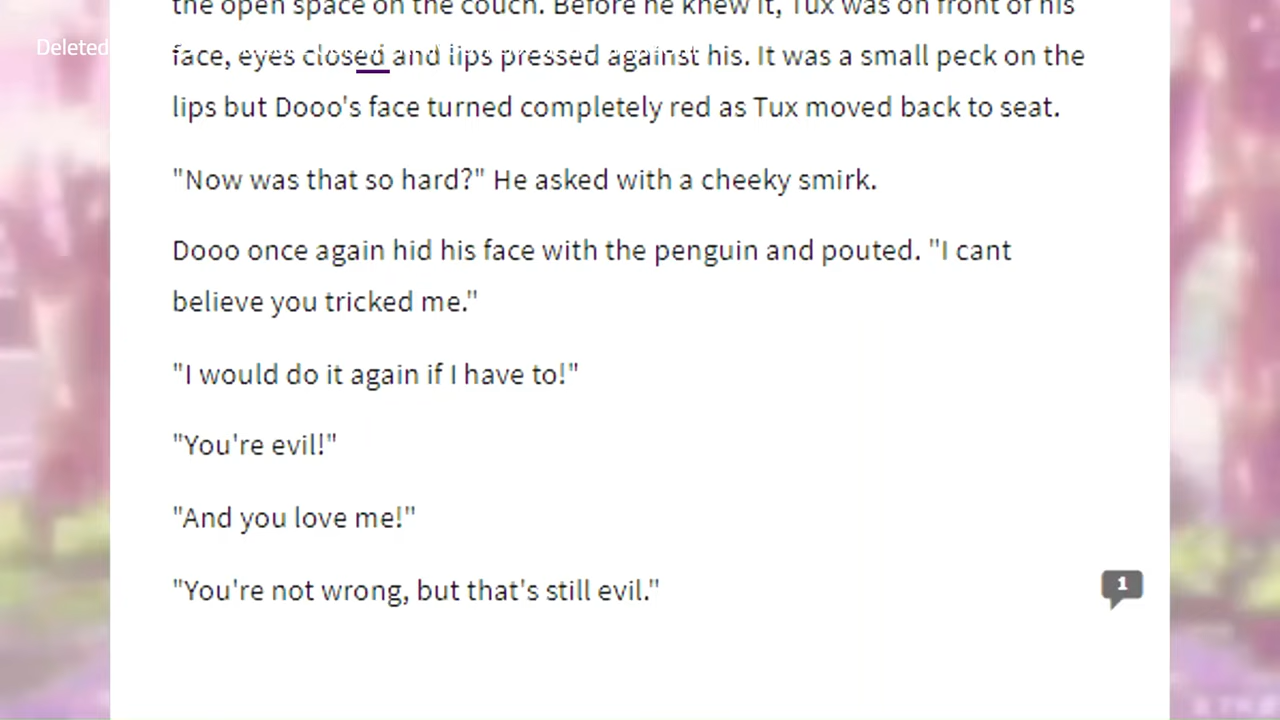 the open space on the couch. Before he knew it, Tux was on front of his
Deleted
face, eyes closed and lips pressed against his. It was a small peck on the
lips but Dooo's face turned completely red as Tux moved back to seat.
"Now was that so hard?" He asked with a cheeky smirk.
Dooo once again hid his face with the penguin and pouted. "I cant
believe you tricked me."
"I would do it again if I have to!"
"You're evil!"
"And you love me!"
"You're not wrong, but that's still evil."
1